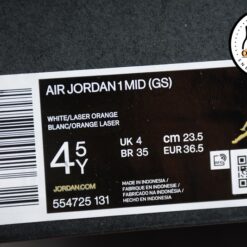 AIR JORDAN 1 MID (GS)
WHITE/LASER ORANGE
BLANC/ORANGE LASER
4 5 Y
UK 4 cm 23.5
BR 35 EUR 36.5
JORDAN.COM
554725 131
MADE IN INDONESIA /
FABRIQUE EN INDONESIE /
FABRICADO NA INDONÉSIA /
HECHO EN INDONESIA